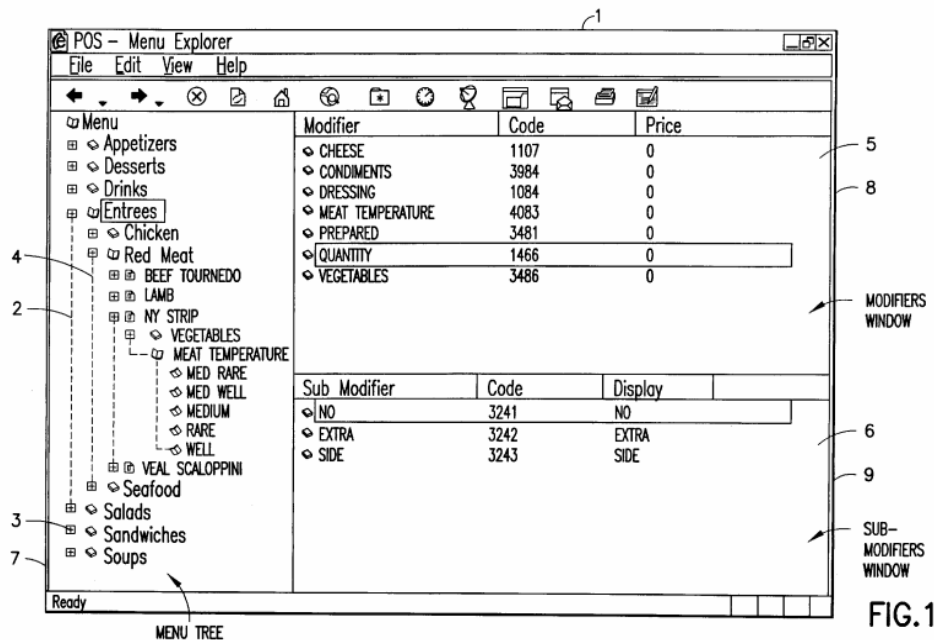 1
POS – Menu Explorer
File Edit View Help
Menu
Appetizers
Desserts
Drinks
Entrees
Chicken
Red Meat
BEEF TOURNEDO
LAMB
NY STRIP
VEGETABLES
MEAT TEMPERATURE
MED RARE
MED WELL
MEDIUM
RARE
WELL
VEAL SCALOPPINI
Seafood
Salads
Sandwiches
Soups
4
2
3
7
Modifier Code Price
CHEESE 1107 0
CONDIMENTS 3984 0
DRESSING 1084 0
MEAT TEMPERATURE 4083 0
PREPARED 3481 0
QUANTITY 1466 0
VEGETABLES 3486 0
5
8
MODIFIERS
WINDOW
Sub Modifier Code Display
NO 3241 NO
EXTRA 3242 EXTRA
SIDE 3243 SIDE
6
9
SUB–
MODIFIERS
WINDOW
Ready
MENU TREE
FIG.1